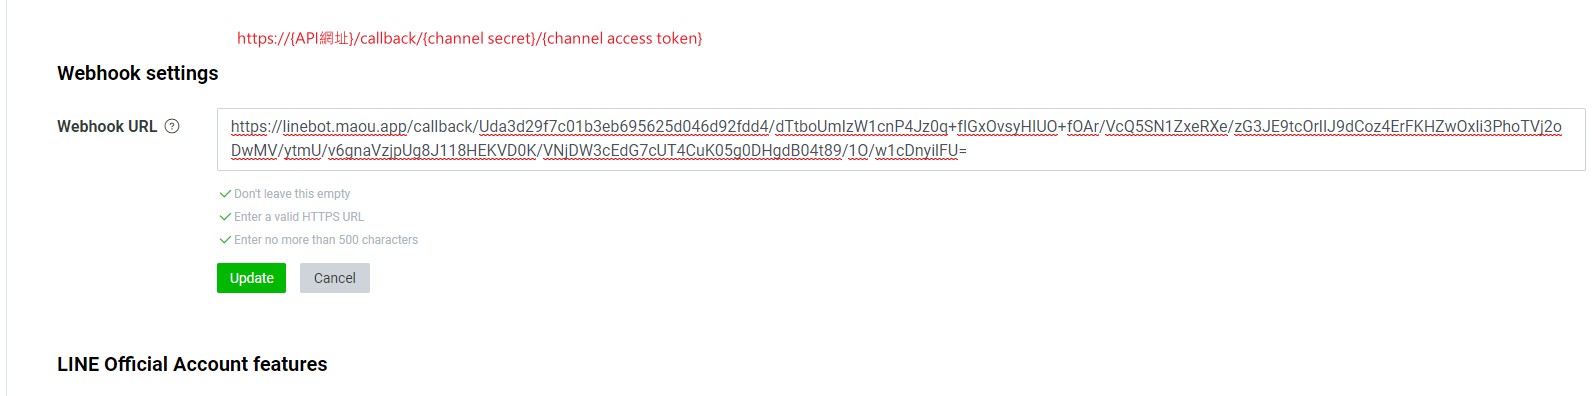 https://{API網址}/callback/{channel secret}/{channel access token}
Webhook settings
Webhook URL ?
https://linebot.maou.app/callback/Uda3d29f7c01b3eb695625d046d92fdd4/dTtboUmIzW1cnP4Jz0q+fIGxOvsyHIUO+fOAr/VcQ5SN1ZxeRXe/zG3JE9tcOrIIJ9dCoz4ErFKHZwOxli3PhoTVj2o
DwMV/ytmU/v6gnaVzjpUg8J118HEKVD0K/VNjDW3cEdG7cUT4CuK05g0DHgdB04t89/1O/w1cDnyilFU=
Don't leave this empty
Enter a valid HTTPS URL
Enter no more than 500 characters
Update Cancel
LINE Official Account features